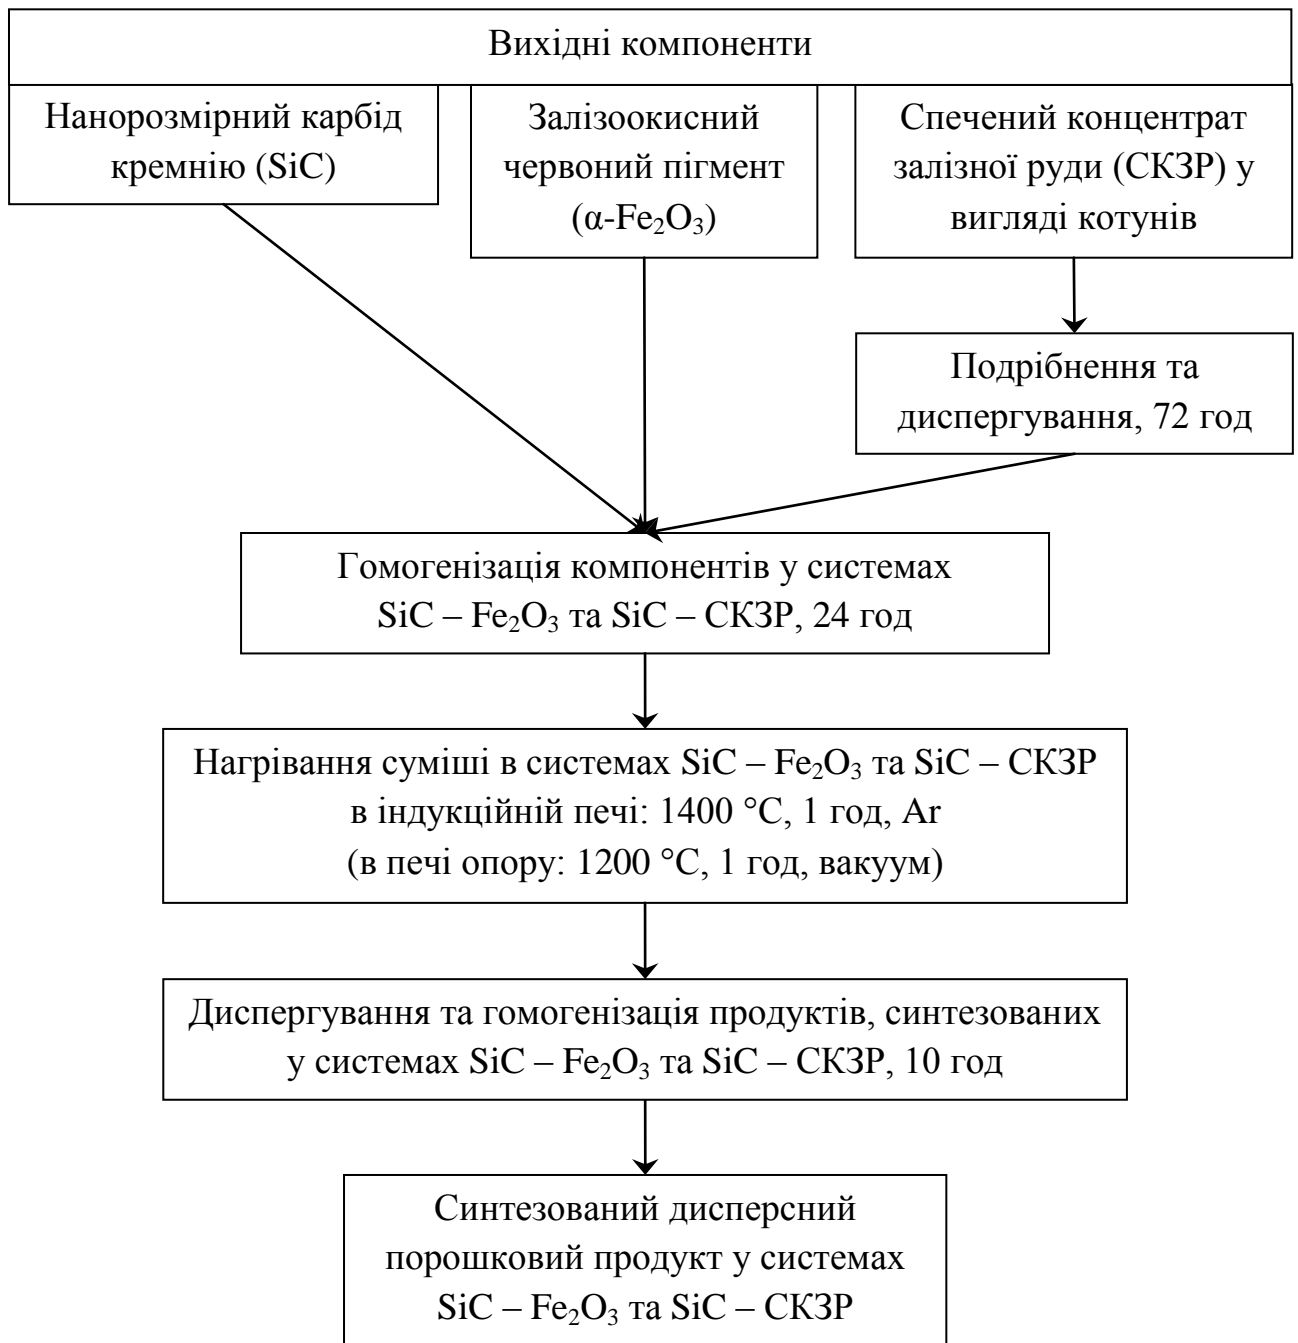 Вихідні компоненти
Нанорозмірний карбід
кремнію (SiC)
Залізоокисний
червоний пігмент
(α-Fe₂O₃)
Спечений концентрат
залізної руди (СКЗР) у
вигляді котунів
Подрібнення та
диспергування, 72 год
Гомогенізація компонентів у системах
SiC – Fe₂O₃ та SiC – СКЗР, 24 год
Нагрівання суміші в системах SiC – Fe₂O₃ та SiC – СКЗР
в індукційній печі: 1400 °C, 1 год, Ar
(в печі опору: 1200 °C, 1 год, вакуум)
Диспергування та гомогенізація продуктів, синтезованих
у системах SiC – Fe₂O₃ та SiC – СКЗР, 10 год
Синтезований дисперсний
порошковий продукт у системах
SiC – Fe₂O₃ та SiC – СКЗР